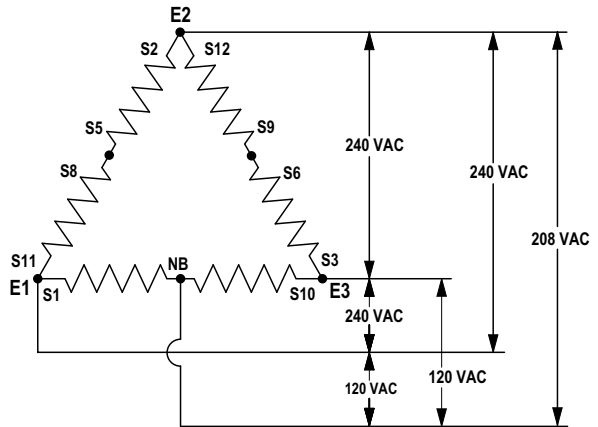 E2
S2 S12
S5 S9
240 VAC
S8 S6
240 VAC
208 VAC
S11 NB S3
E1 S1 S10 E3
240 VAC
120 VAC
120 VAC